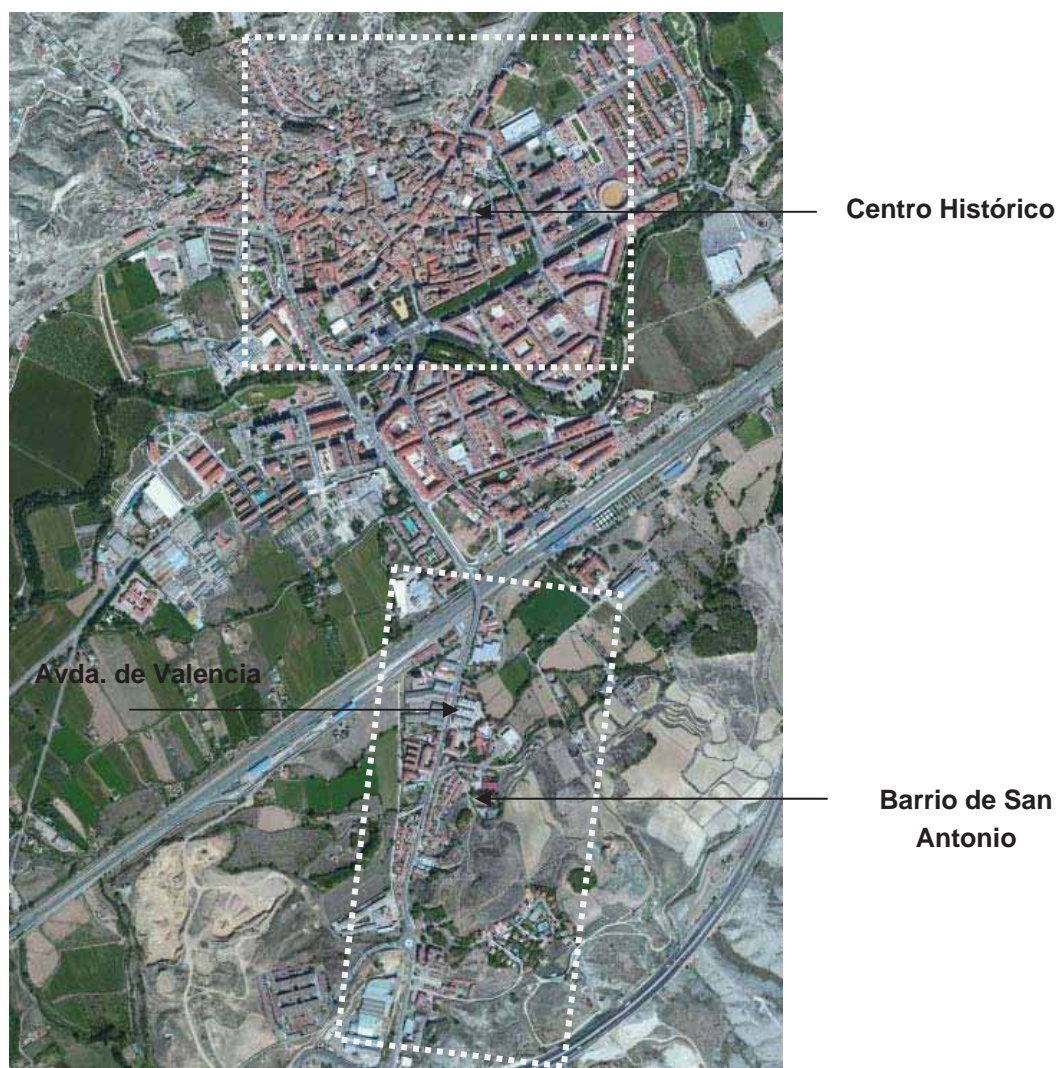 Centro Histórico
Avda. de Valencia
Barrio de San
Antonio